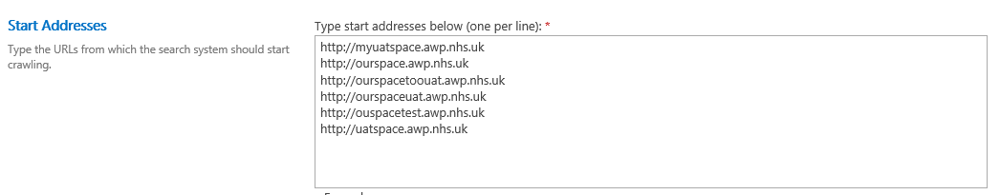 Start Addresses
Type the URLs from which the search system should start
crawling.
Type start addresses below (one per line): *
http://myuatspace.awp.nhs.uk
http://ourspace.awp.nhs.uk
http://ourspacetoouat.awp.nhs.uk
http://ourspaceuat.awp.nhs.uk
http://ouspacetest.awp.nhs.uk
http://uatspace.awp.nhs.uk